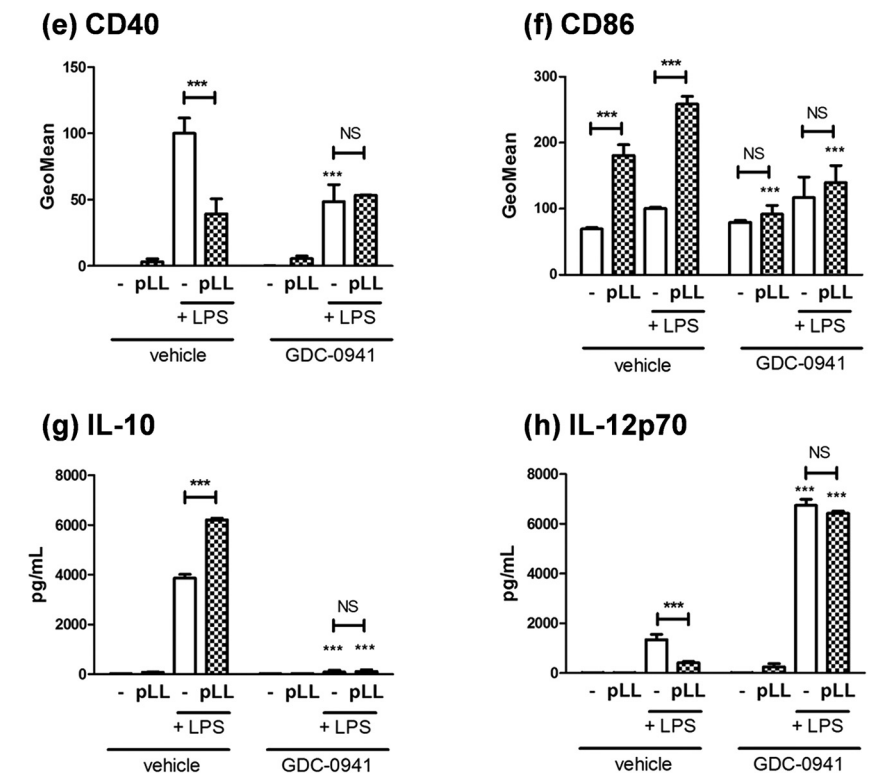 (e) CD40
150
100
50
0
GeoMean
***
***
NS
- pLL - pLL - pLL - pLL
+ LPS + LPS
vehicle GDC-0941
(f) CD86
300
200
100
0
GeoMean
***
***
NS
***
NS
***
- pLL - pLL - pLL - pLL
+ LPS + LPS
vehicle GDC-0941
(g) IL-10
8000
6000
4000
2000
0
pg/mL
***
NS
*** ***
- pLL - pLL - pLL - pLL
+ LPS + LPS
vehicle GDC-0941
(h) IL-12p70
8000
6000
4000
2000
0
pg/mL
***
NS
*** ***
- pLL - pLL - pLL - pLL
+ LPS + LPS
vehicle GDC-0941